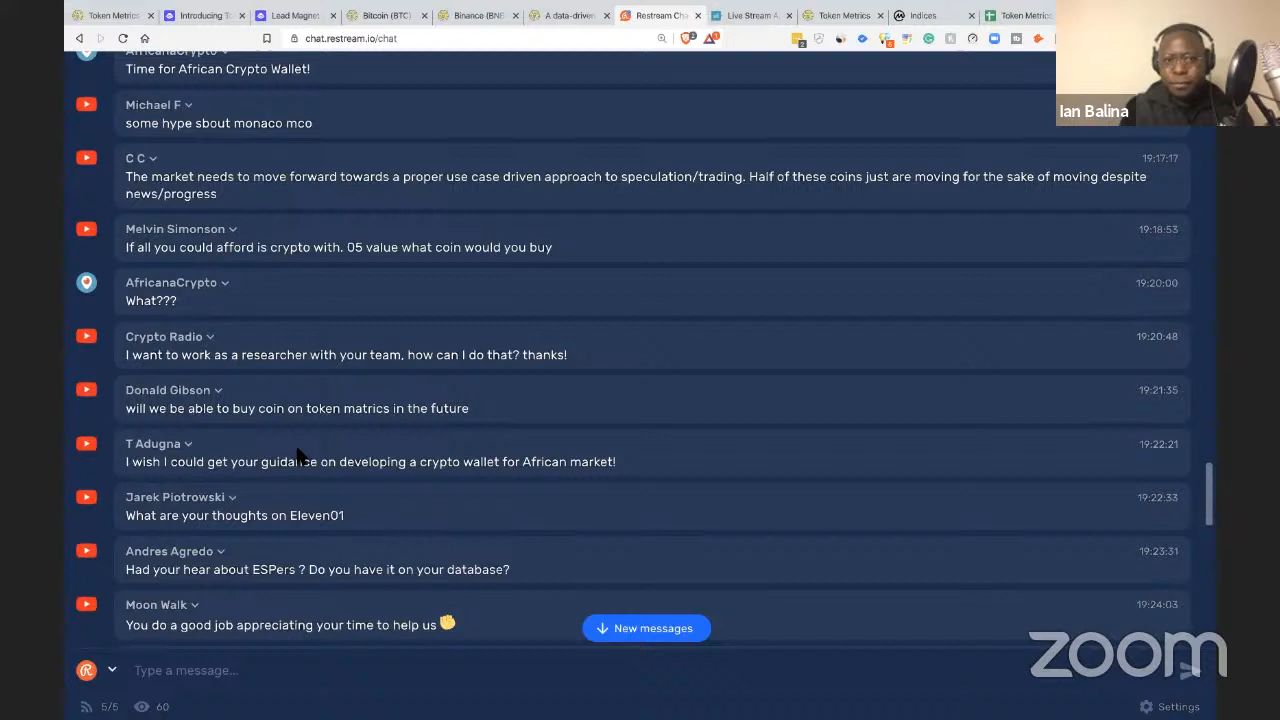 Token Metrics
Introducing To
Lead Magnet
Bitcoin (BTC)
Binance (BNB
A data-driven
Restream Cha
Live Stream A
Token Metrics
Indices
Token Metrics
chat.restream.io/chat
AfricanaCrypto
Time for African Crypto Wallet!
Michael F
some hype sbout monaco mco
C C
19:17:17
The market needs to move forward towards a proper use case driven approach to speculation/trading. Half of these coins just are moving for the sake of moving despite
news/progress
Melvin Simonson
19:18:53
If all you could afford is crypto with. 05 value what coin would you buy
AfricanaCrypto
19:20:00
What???
Crypto Radio
19:20:48
I want to work as a researcher with your team, how can I do that? thanks!
Donald Gibson
19:21:35
will we be able to buy coin on token matrics in the future
T Adugna
19:22:21
I wish I could get your guidance on developing a crypto wallet for African market!
Jarek Piotrowski
19:22:33
What are your thoughts on Eleven01
Andres Agredo
19:23:31
Had your hear about ESPers ? Do you have it on your database?
Moon Walk
19:24:03
You do a good job appreciating your time to help us
New messages
Type a message...
5/5
60
Settings
Ian Balina
zoom